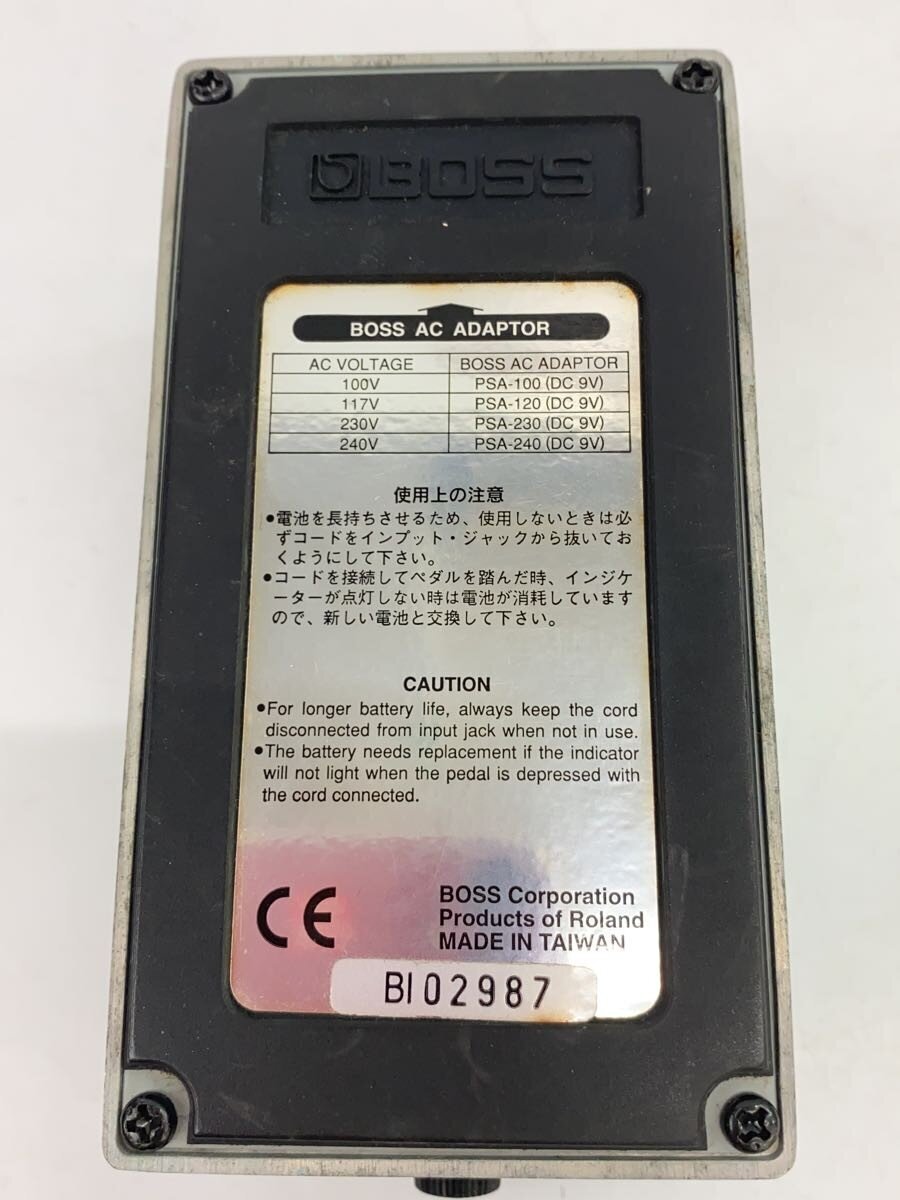 BOSS
BOSS AC ADAPTOR
AC VOLTAGE BOSS AC ADAPTOR
100V PSA-100 (DC 9V)
117V PSA-120 (DC 9V)
230V PSA-230 (DC 9V)
240V PSA-240 (DC 9V)
使用上の注意
●電池を長持ちさせるため、使用しないときは必
ずコードをインプット・ジャックから抜いてお
くようにして下さい。
●コードを接続してペダルを踏んだ時、インジケ
ーターが点灯しない時は電池が消耗しています
ので、新しい電池と交換して下さい。
CAUTION
●For longer battery life, always keep the cord
disconnected from input jack when not in use.
●The battery needs replacement if the indicator
will not light when the pedal is depressed with
the cord connected.
CE
BOSS Corporation
Products of Roland
MADE IN TAIWAN
BI02987